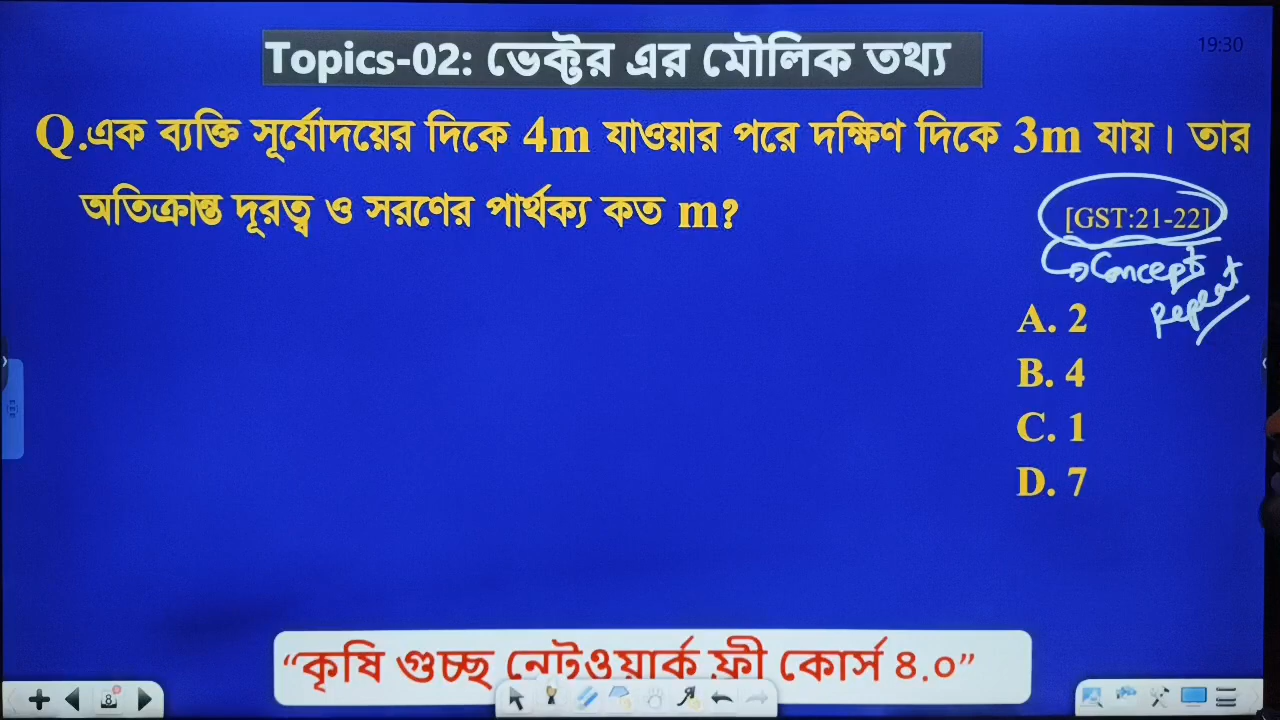 19:30
Topics-02: ভেক্টর এর মৌলিক তথ্য
Q.এক ব্যক্তি সূর্যোদয়ের দিকে 4m যাওয়ার পরে দক্ষিণ দিকে 3m যায়। তার
অতিক্রান্ত দূরত্ব ও সরণের পার্থক্য কত m?
[GST:21-22]
Concept
Repeat
A. 2
B. 4
C. 1
D. 7
“কৃষি গুচ্ছ নেটওয়ার্ক ফ্রী কোর্স ৪.০”
8